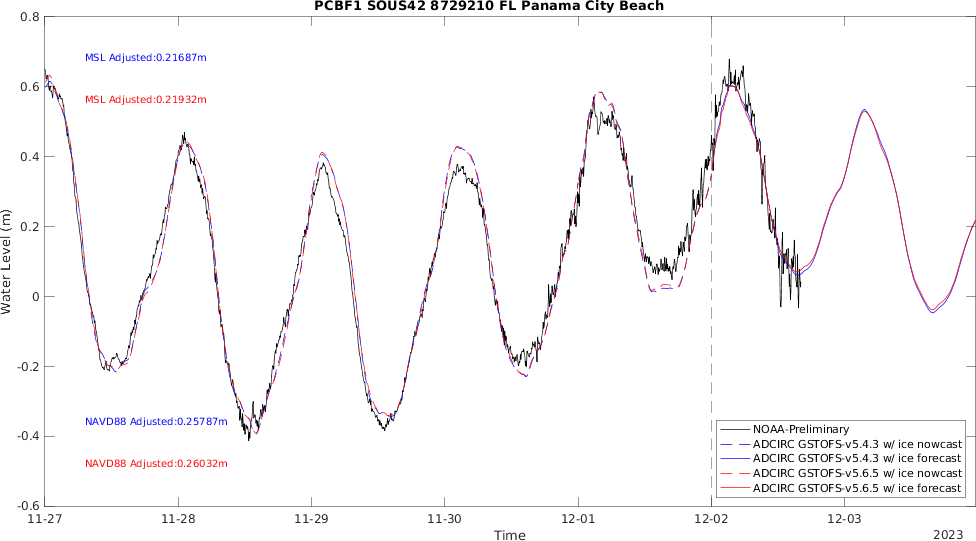 PCBF1 SOUS42 8729210 FL Panama City Beach
0.8
0.6
0.4
0.2
0
-0.2
-0.4
-0.6
Water Level (m)
MSL Adjusted:0.21687m
MSL Adjusted:0.21932m
NAVD88 Adjusted:0.25787m
NAVD88 Adjusted:0.26032m
NOAA-Preliminary
ADCIRC GSTOFS-v5.4.3 w/ ice nowcast
ADCIRC GSTOFS-v5.4.3 w/ ice forecast
ADCIRC GSTOFS-v5.6.5 w/ ice nowcast
ADCIRC GSTOFS-v5.6.5 w/ ice forecast
11-27 11-28 11-29 11-30 12-01 12-02 12-03
Time
2023